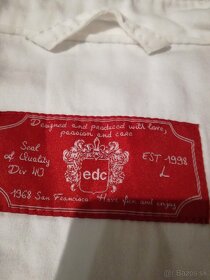 Designed and produced with love,
passion and care
Seal
of Quality
Div
edc
EST 1998
L
1968 San Francisco. Have fun and enjoy